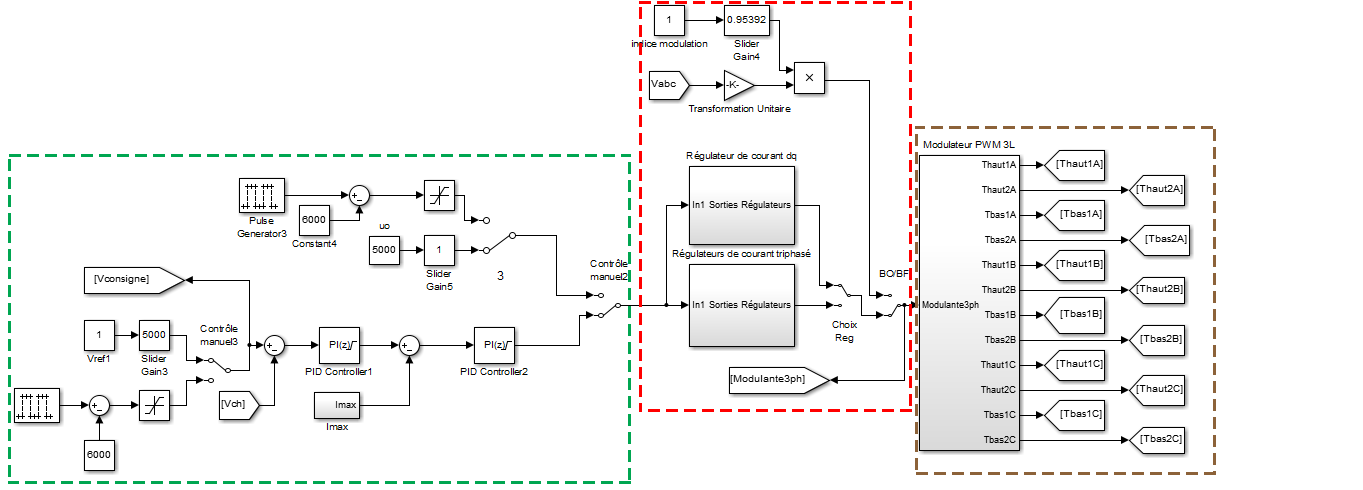 1
indice modulation
0.95392
Slider
Gain4
Vabc
-K-
Transformation Unitaire
×
Pulse
Generator3
6000
Constant4
uo
5000
1
Slider
Gain5
3
Contrôle
manuel2
[Vconsigne]
1
Vref1
5000
Slider
Gain3
Contrôle
manuel3
6000
[Vch]
PI(z)
PID Controller1
Imax
Imax
PI(z)
PID Controller2
Régulateur de courant dq
In1 Sorties Régulateurs
Régulateurs de courant triphasé
In1 Sorties Régulateurs
Choix
Reg
BO/BF
[Modulante3ph]
Modulateur PWM 3L
Modulante3ph
Thaut1A
Thaut2A
Tbas1A
Tbas2A
Thaut1B
Thaut2B
Tbas1B
Tbas2B
Thaut1C
Thaut2C
Tbas1C
Tbas2C
[Thaut1A]
[Thaut2A]
[Tbas1A]
[Tbas2A]
[Thaut1B]
[Thaut2B]
[Tbas1B]
[Tbas2B]
[Thaut1C]
[Thaut2C]
[Tbas1C]
[Tbas2C]